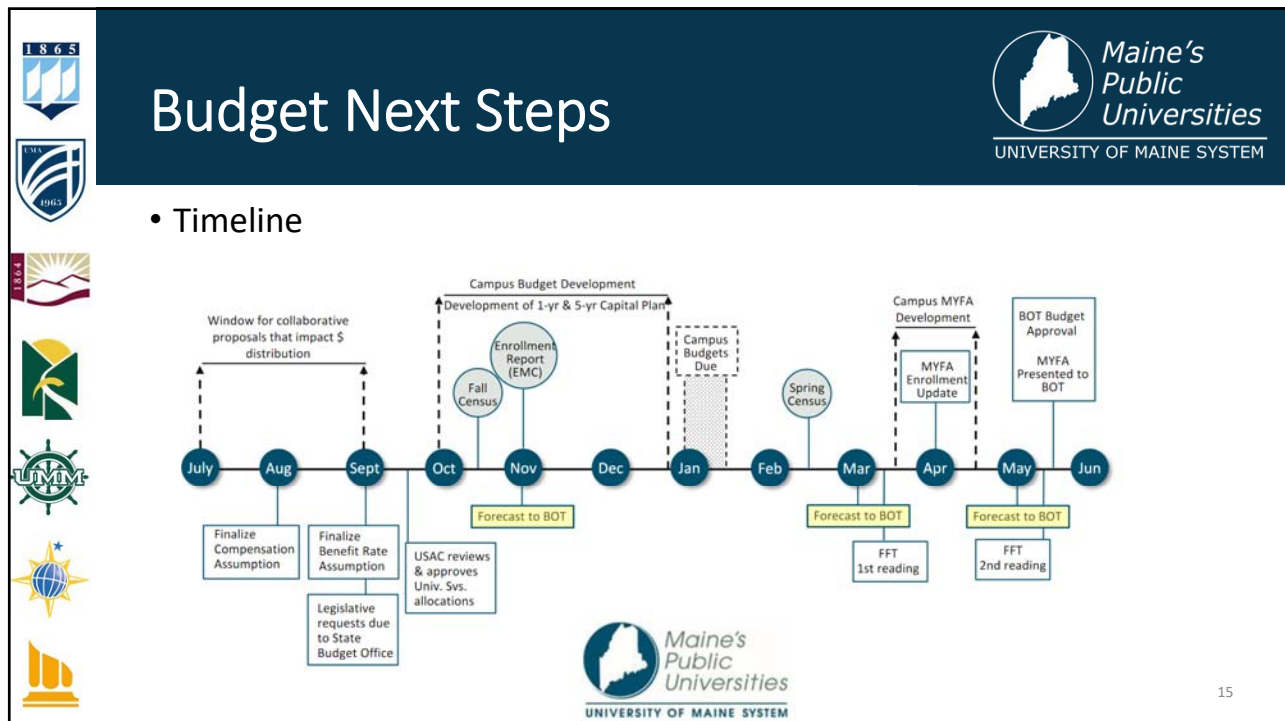 1865
Budget Next Steps
Maine's
Public
Universities
UNIVERSITY OF MAINE SYSTEM
UMA
1965
1864
UMM
• Timeline
Window for collaborative
proposals that impact $
distribution
Campus Budget Development
Development of 1-yr & 5-yr Capital Plan
Fall
Census
Enrollment
Report
(EMC)
Campus
Budgets
Due
Spring
Census
Campus MYFA
Development
MYFA
Enrollment
Update
BOT Budget
Approval
MYFA
Presented to
BOT
July
Aug
Sept
Oct
Nov
Dec
Jan
Feb
Mar
Apr
May
Jun
Finalize
Compensation
Assumption
Finalize
Benefit Rate
Assumption
Legislative
requests due
to State
Budget Office
USAC reviews
& approves
Univ. Svs.
allocations
Forecast to BOT
Forecast to BOT
FFT
1st reading
Forecast to BOT
FFT
2nd reading
Maine's
Public
Universities
UNIVERSITY OF MAINE SYSTEM
15